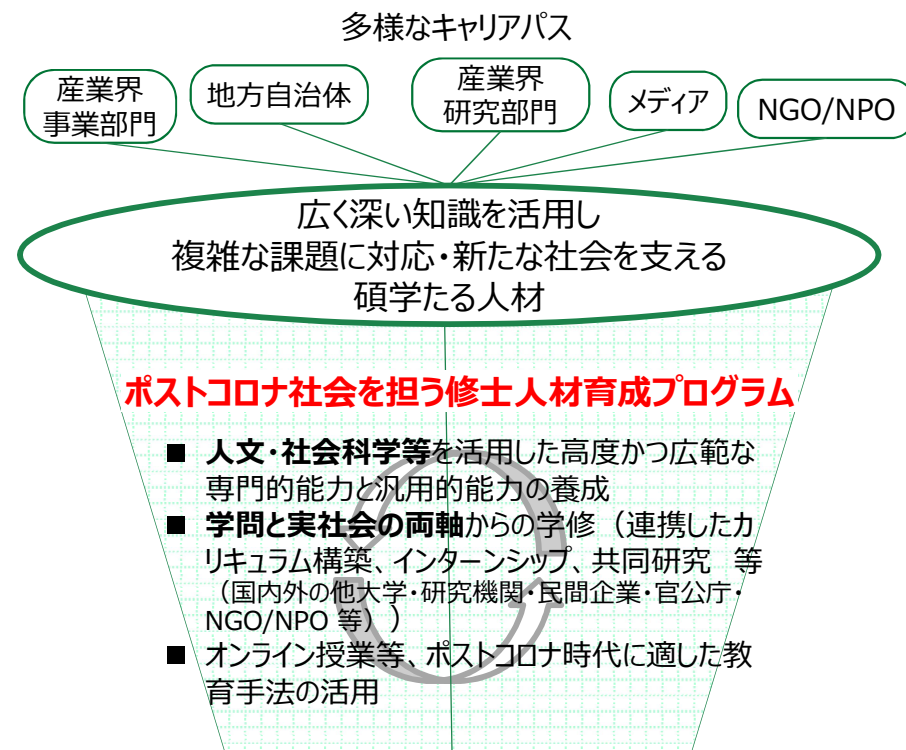 多様なキャリアパス
産業界
事業部門
地方自治体
産業界
研究部門
メディア
NGO/NPO
広く深い知識を活用し
複雑な課題に対応・新たな社会を支える
碩学たる人材
ポストコロナ社会を担う修士人材育成プログラム
■ 人文・社会科学等を活用した高度かつ広範な
専門的能力と汎用的能力の養成
■ 学問と実社会の両軸からの学修（連携したカ
リキュラム構築、インターンシップ、共同研究 等
（国内外の他大学・研究機関・民間企業・官公庁・
NGO/NPO 等））
■ オンライン授業等、ポストコロナ時代に適した教
育手法の活用